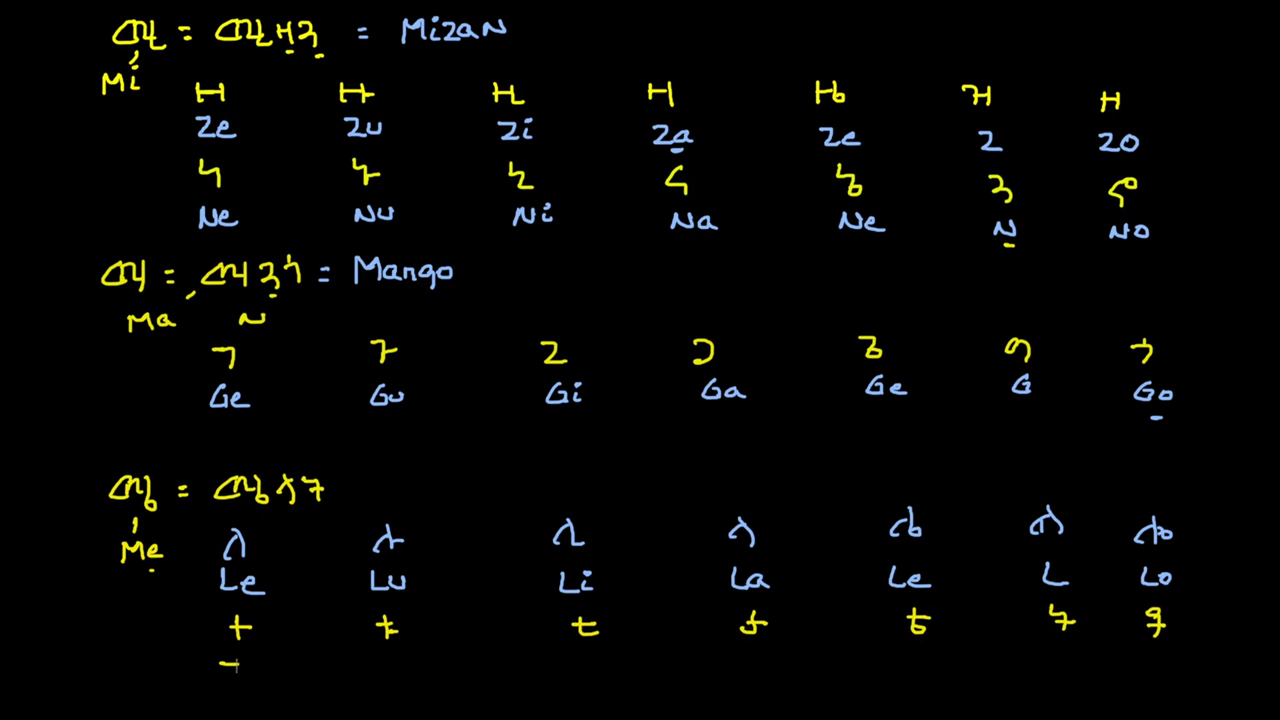 ሚ = ሚዛን = Mizan
Mi
ዘ ዙ ዚ ዛ ዜ ዝ ዞ
Ze Zu Zi Za Ze Z Zo
ነ ኑ ኒ ና ኔ ን ኖ
Ne Nu Ni Na Ne N No
ማ = ማንጎ = Mango
Ma N
ገ ጉ ጊ ጋ ጌ ግ ጎ
Ge Gu Gi Ga Ge G Go
ሜ = ሜላት
Me
ለ ሉ ሊ ላ ሌ ል ሎ
Le Lu Li La Le L Lo
ተ ቱ ቲ ታ ቴ ት ቶ